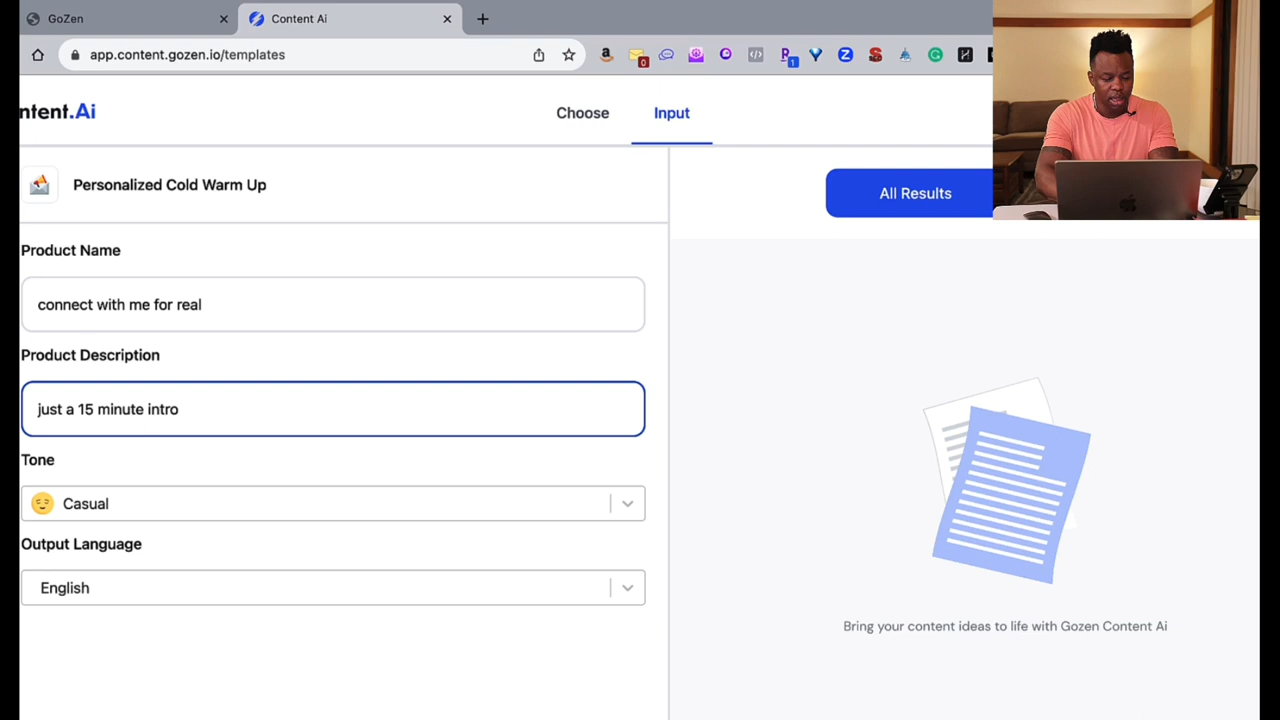 GoZen
Content Ai
app.content.gozen.io/templates
ntent.Ai
Choose
Input
Personalized Cold Warm Up
All Results
Product Name
connect with me for real
Product Description
just a 15 minute intro
Tone
Casual
Output Language
English
Bring your content ideas to life with Gozen Content Ai